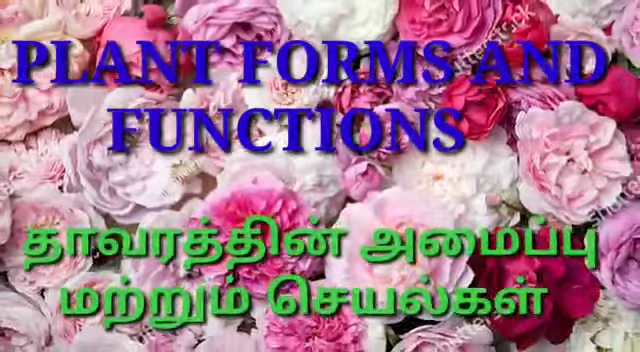 PLANT FORMS AND
FUNCTIONS
தாவரத்தின் அமைப்பு
மற்றும் செயல்கள்